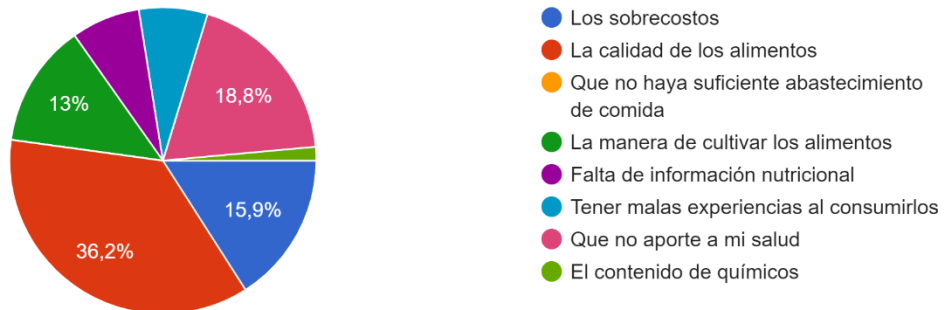 18,8%
13%
15,9%
36,2%
Los sobrecostos
La calidad de los alimentos
Que no haya suficiente abastecimiento
de comida
La manera de cultivar los alimentos
Falta de información nutricional
Tener malas experiencias al consumirlos
Que no aporte a mi salud
El contenido de químicos